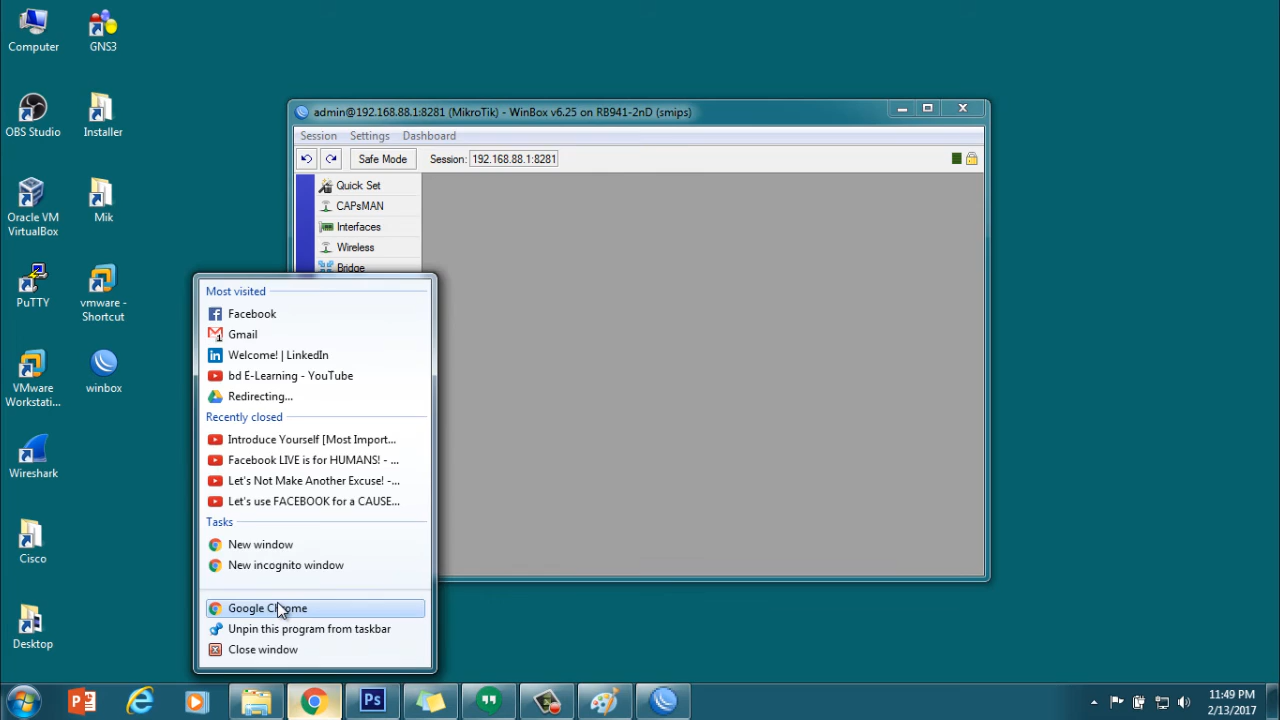 Computer
GNS3
OBS Studio
Installer
Oracle VM
VirtualBox
Mik
PuTTY
vmware -
Shortcut
VMware
Workstati...
winbox
Wireshark
Cisco
Desktop
admin@192.168.88.1:8281 (MikroTik) - WinBox v6.25 on RB941-2nD (smips)
Session Settings Dashboard
Safe Mode Session: 192.168.88.1:8281
Quick Set
CAPsMAN
Interfaces
Wireless
Bridge
Most visited
Facebook
Gmail
Welcome! | LinkedIn
bd E-Learning - YouTube
Redirecting...
Recently closed
Introduce Yourself [Most Import...
Facebook LIVE is for HUMANS! - ...
Let's Not Make Another Excuse! -...
Let's use FACEBOOK for a CAUSE...
Tasks
New window
New incognito window
Google Chrome
Unpin this program from taskbar
Close window
Ps
11:49 PM
2/13/2017